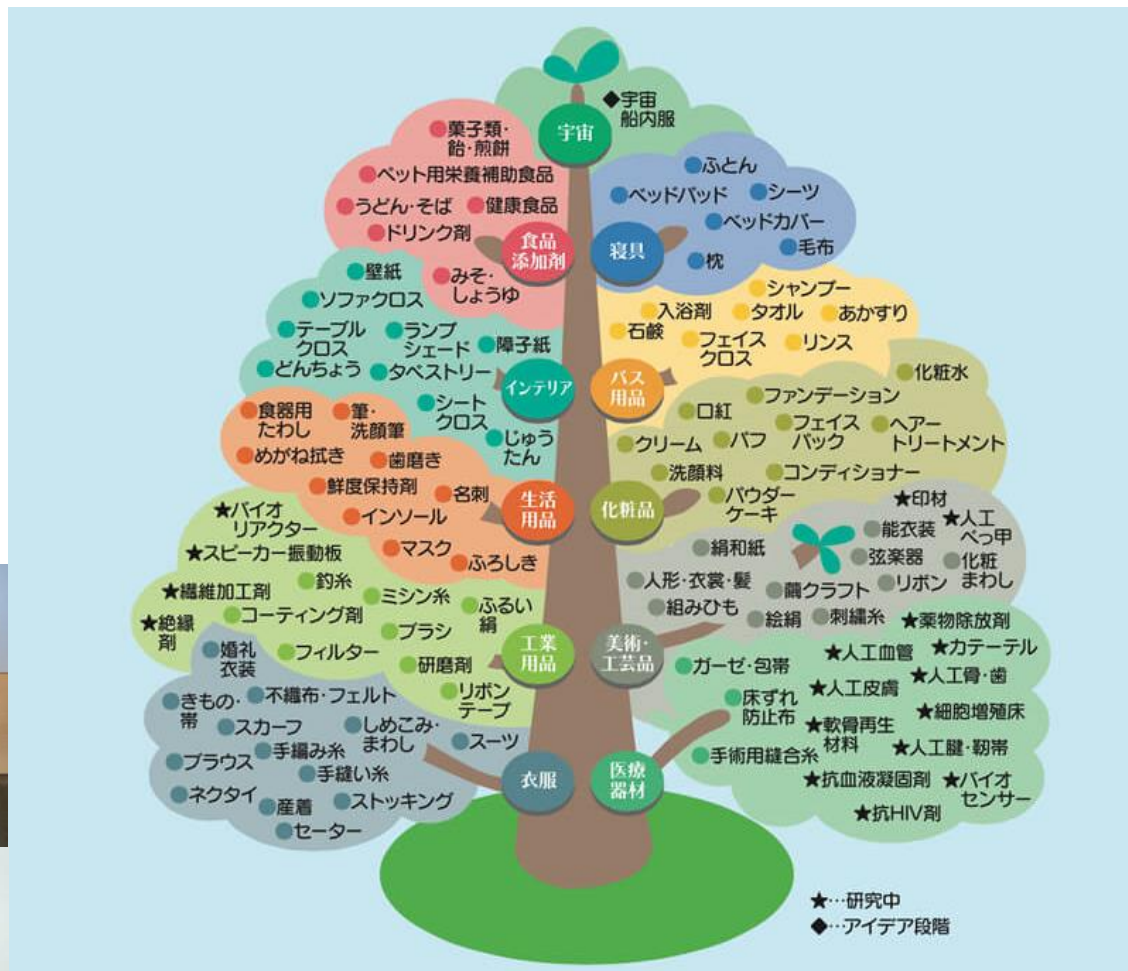 ◆宇宙
船内服
宇宙
●菓子類・
飴・煎餅
●ペット用栄養補助食品
●うどん・そば
●健康食品
●ドリンク剤
●みそ・
しょうゆ
食品
添加剤
●ふとん
●ベッドパッド
●シーツ
●ベッドカバー
●毛布
●枕
寝具
●壁紙
●ソファクロス
●テーブル
クロス
●ランプ
シェード
●障子紙
●どんちょう
●タペストリー
●シート
クロス
●じゅう
たん
インテリア
●シャンプー
●入浴剤
●タオル
●あかすり
●石鹸
●フェイス
クロス
●リンス
バス
用品
●食器用
たわし
●筆・
洗顔筆
●めがね拭き
●歯磨き
●鮮度保持剤
●名刺
●インソール
●マスク
●ふろしき
生活
用品
●化粧水
●ファンデーション
●口紅
●フェイス
パック
●ヘアー
トリートメント
●クリーム
●パフ
●洗顔料
●コンディショナー
●パウダー
ケーキ
化粧品
★バイオ
リアクター
★スピーカー振動板
★繊維加工剤
●釣糸
●ミシン糸
●ふるい
絹
★絶縁
剤
●コーティング剤
●ブラシ
●フィルター
●研磨剤
●リボン
テープ
工業
用品
★印材
●能衣装
★人工
べっ甲
●絹和紙
●弦楽器
●化粧
まわし
●人形・衣裳・髪
●繭クラフト
●リボン
●組みひも
●絵絹
●刺繍糸
美術・
工芸品
●婚礼
衣装
●きもの・
帯
●不織布・フェルト
●スカーフ
●しめこみ・
まわし
●スーツ
●手編み糸
●ブラウス
●手縫い糸
●ネクタイ
●産着
●ストッキング
●セーター
衣服
★薬物除放剤
●ガーゼ・包帯
★人工血管
★カテーテル
●床ずれ
防止布
★人工皮膚
★人工骨・歯
★軟骨再生
材料
★細胞増殖床
●手術用縫合糸
★人工腱・靭帯
★抗血液凝固剤
★バイオ
センサー
★抗HIV剤
医療
器材
★…研究中
◆…アイデア段階